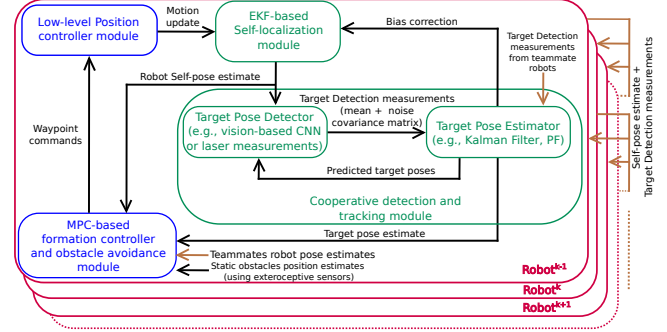 Low-level Position
controller module
Motion
update
EKF-based
Self-localization
module
Bias correction
Target Detection
measurements
from teammate
robots
Robot Self-pose estimate
Target Pose Detector
(e.g., vision-based CNN
or laser measurements)
Target Detection measurements
(mean + noise
covariance matrix)
Target Pose Estimator
(e.g., Kalman Filter, PF)
Waypoint
commands
Predicted target poses
Cooperative detection and
tracking module
MPC-based
formation controller
and obstacle avoidance
module
Target pose estimate
Teammates robot pose estimates
Static obstacles position estimates
(using exteroceptive sensors)
Robot^k-1
Robot^k
Robot^k+1
Self-pose estimate +
Target Detection measurements